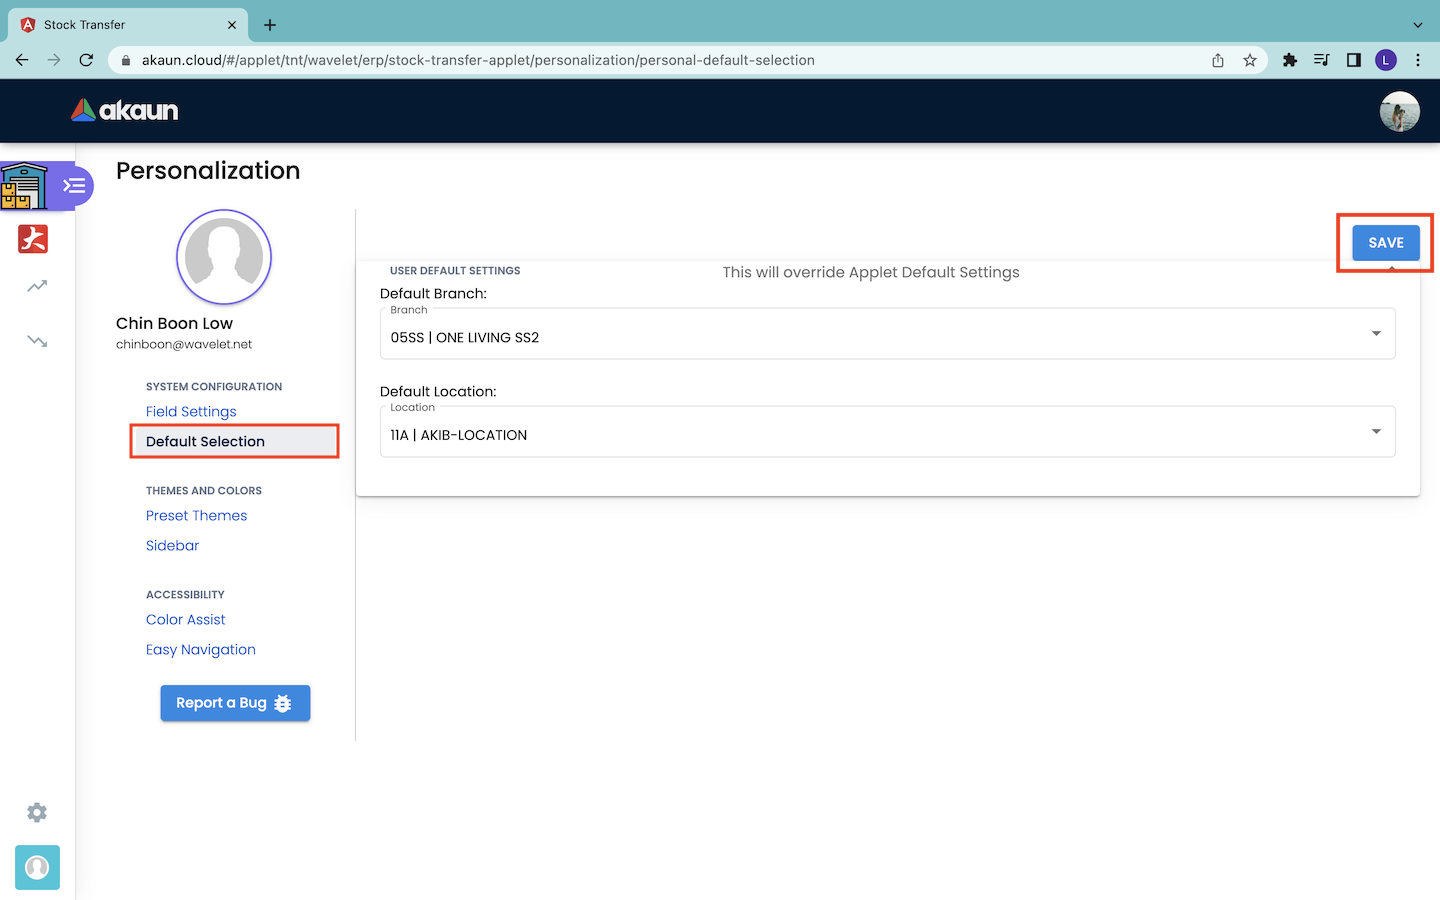 Stock Transfer
akaun.cloud/#/applet/tnt/wavelet/erp/stock-transfer-applet/personalization/personal-default-selection
L
akaun
Personalization
SAVE
USER DEFAULT SETTINGS
This will override Applet Default Settings
Default Branch:
Branch
05SS | ONE LIVING SS2
Default Location:
Location
11A | AKIB-LOCATION
Chin Boon Low
chinboon@wavelet.net
SYSTEM CONFIGURATION
Field Settings
Default Selection
THEMES AND COLORS
Preset Themes
Sidebar
ACCESSIBILITY
Color Assist
Easy Navigation
Report a Bug